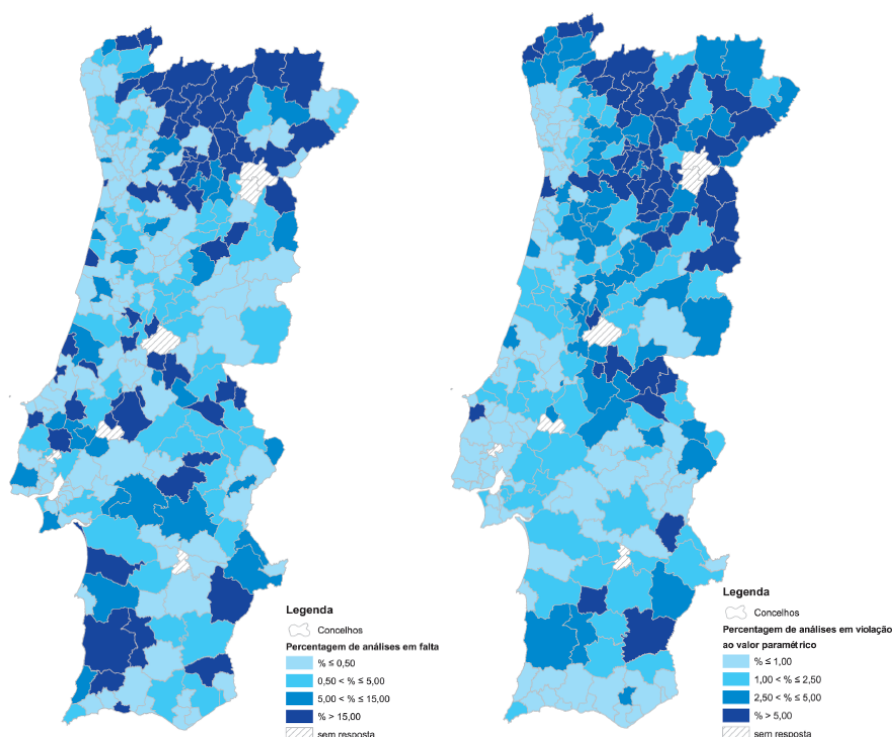 Legenda
Concelhos
Percentagem de análises em falta
% ≤ 0,50
0,50 < % ≤ 5,00
5,00 < % ≤ 15,00
% > 15,00
sem resposta
Legenda
Concelhos
Percentagem de análises em violação
ao valor paramétrico
% ≤ 1,00
1,00 < % ≤ 2,50
2,50 < % ≤ 5,00
% > 5,00
sem resposta